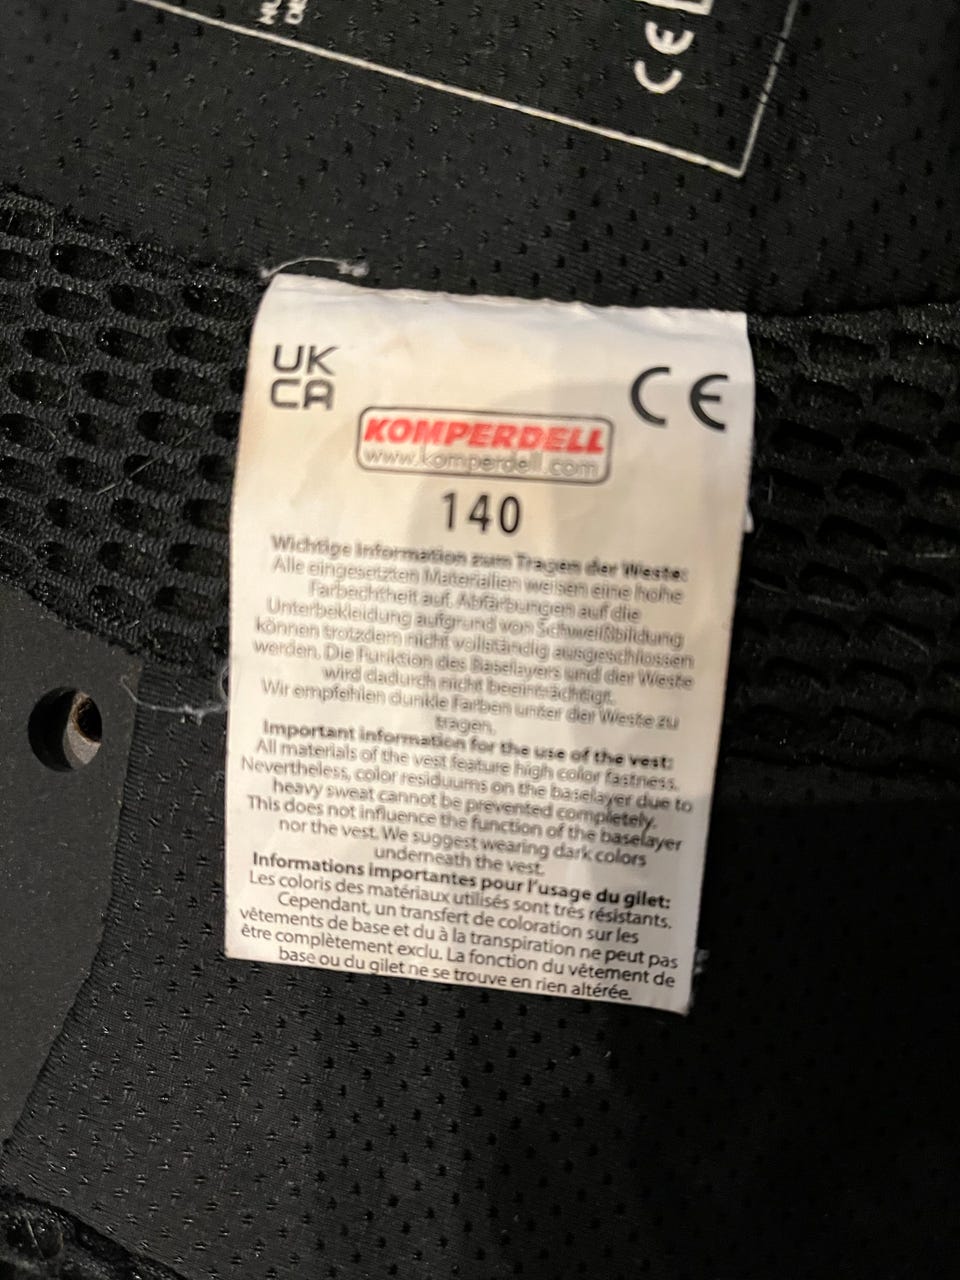 CE
UK
CA
CE
KOMPERDELL
www.komperdell.com
140
Wichtige Information zum Tragen der Weste:
Alle eingesetzten Materialien weisen eine hohe
Farbechtheit auf. Abfärbungen auf die
Unterbekleidung aufgrund von Schweißbildung
können trotzdem nicht vollständig ausgeschlossen
werden. Die Funktion des Baselayers und der Weste
wird dadurch nicht beeinträchtigt.
Wir empfehlen dunkle Farben unter der Weste zu
tragen.
Important information for the use of the vest:
All materials of the vest feature high color fastness.
Nevertheless, color residuums on the baselayer due to
heavy sweat cannot be prevented completely.
This does not influence the function of the baselayer
nor the vest. We suggest wearing dark colors
underneath the vest.
Informations importantes pour l'usage du gilet:
Les coloris des matériaux utilisés sont très résistants.
Cependant, un transfert de coloration sur les
vêtements de base et du à la transpiration ne peut pas
être complètement exclu. La fonction du vêtement de
base ou du gilet ne se trouve en rien altérée.